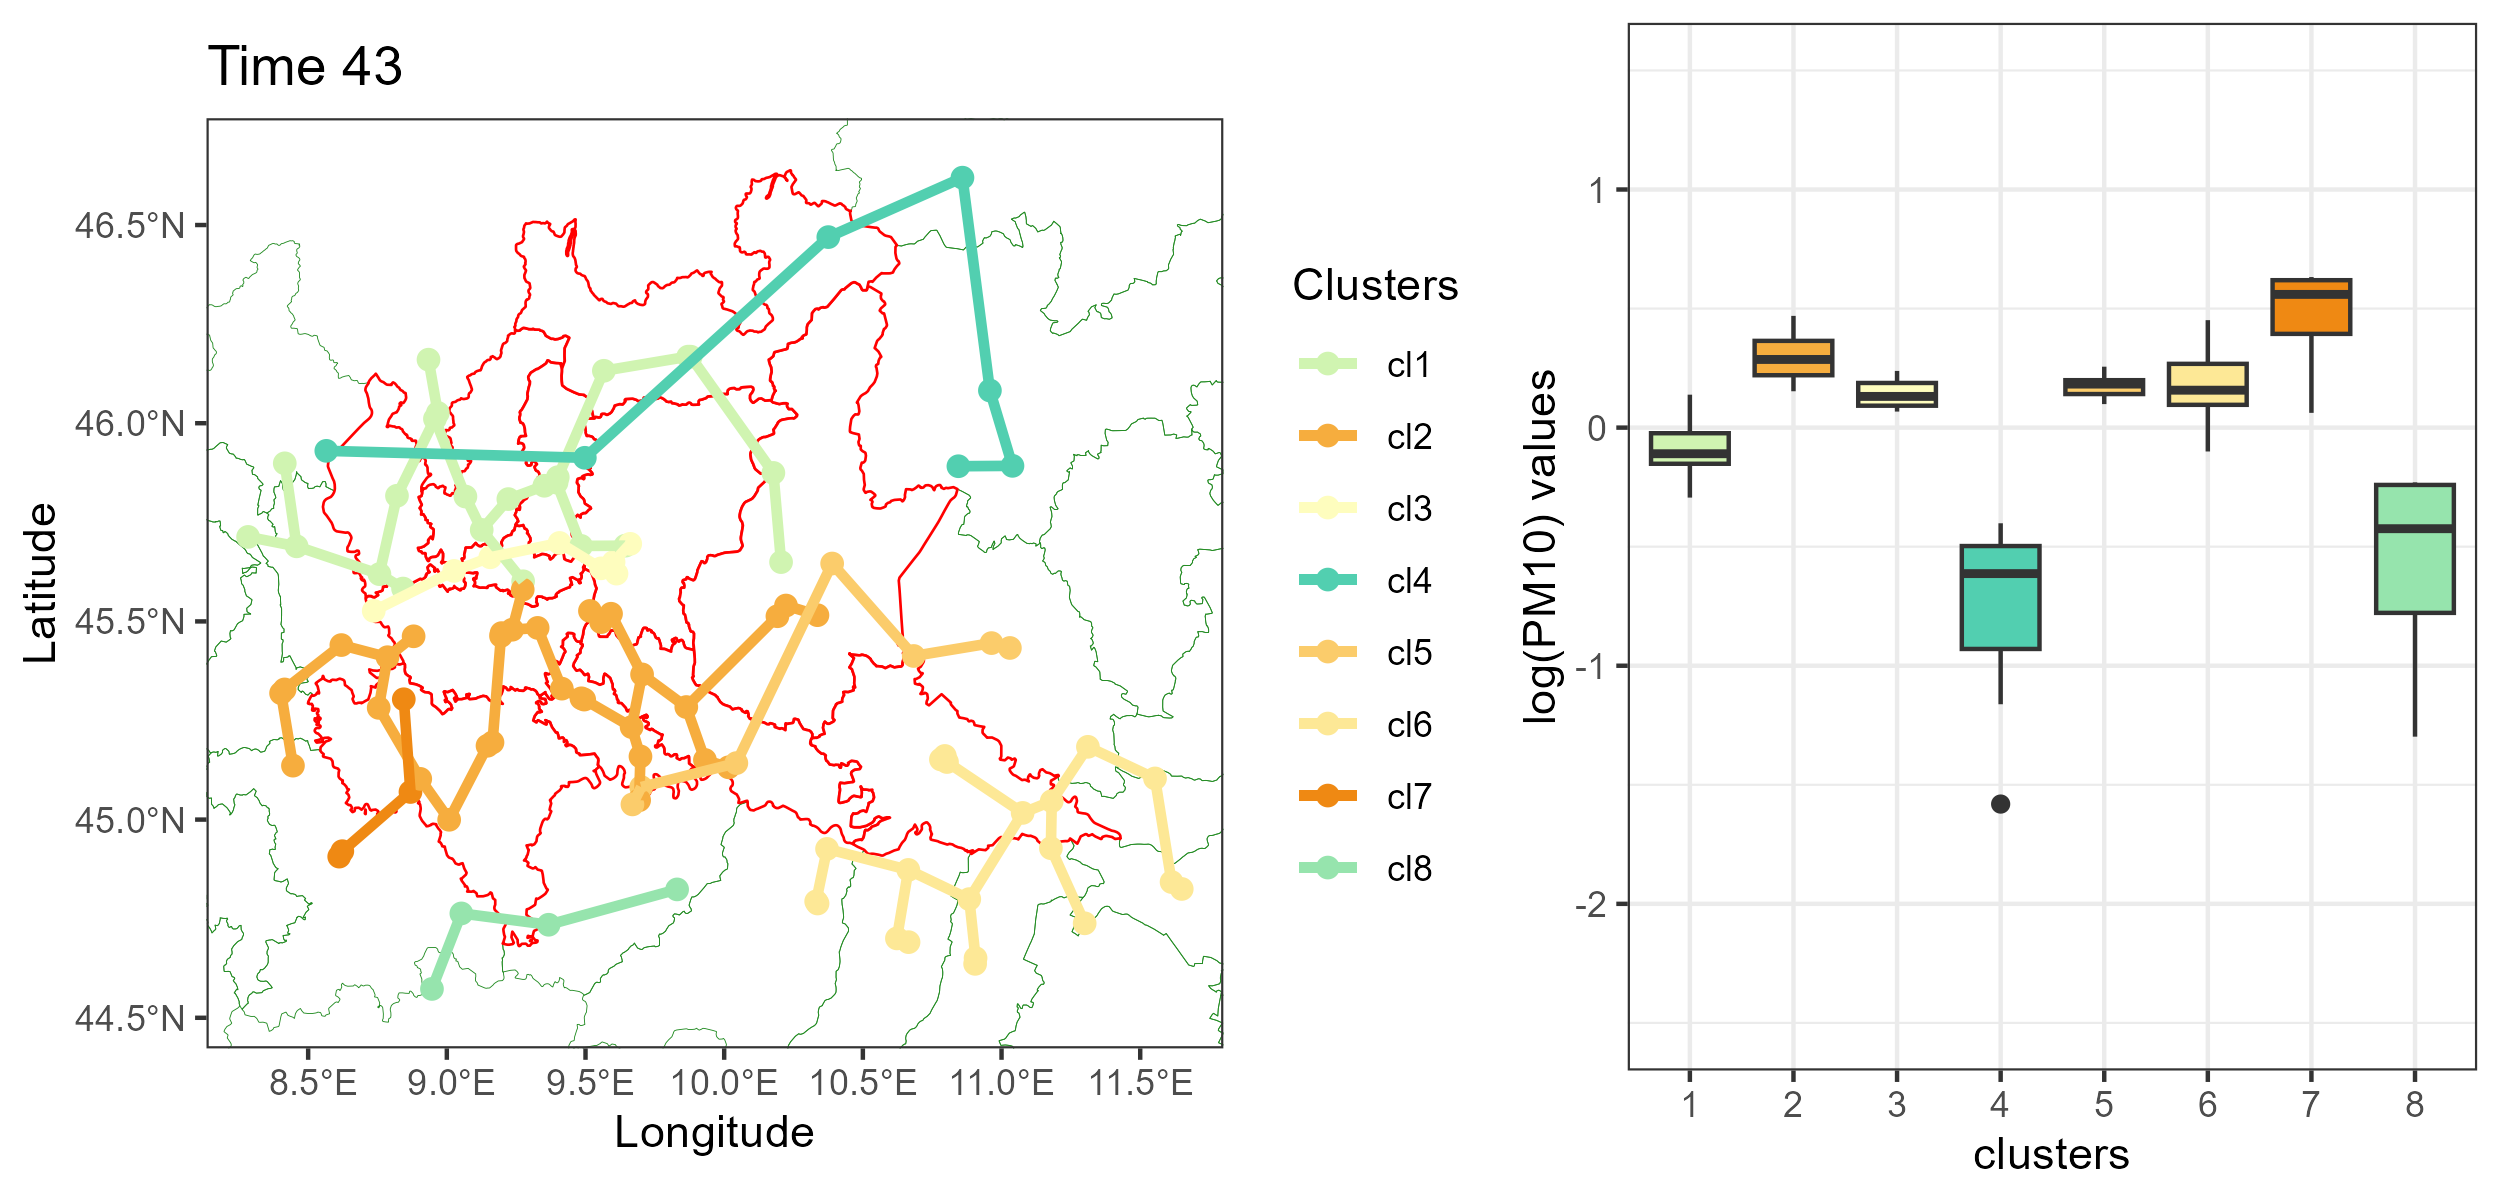 Time 43
Latitude
46.5°N
46.0°N
45.5°N
45.0°N
44.5°N
8.5°E
9.0°E
9.5°E
10.0°E
10.5°E
11.0°E
11.5°E
Longitude
Clusters
cl1
cl2
cl3
cl4
cl5
cl6
cl7
cl8
log(PM10) values
1
0
-1
-2
1
2
3
4
5
6
7
8
clusters